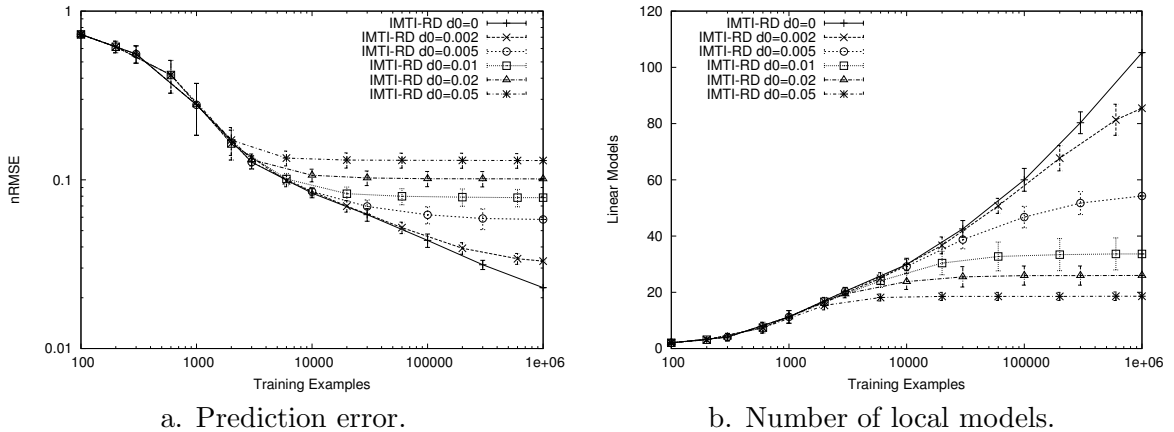 1
0.1
0.01
nRMSE
100
1000
10000
100000
1e+06
Training Examples
IMTI-RD d0=0
IMTI-RD d0=0.002
IMTI-RD d0=0.005
IMTI-RD d0=0.01
IMTI-RD d0=0.02
IMTI-RD d0=0.05
a. Prediction error.
120
100
80
60
40
20
0
Linear Models
100
1000
10000
100000
1e+06
Training Examples
IMTI-RD d0=0
IMTI-RD d0=0.002
IMTI-RD d0=0.005
IMTI-RD d0=0.01
IMTI-RD d0=0.02
IMTI-RD d0=0.05
b. Number of local models.